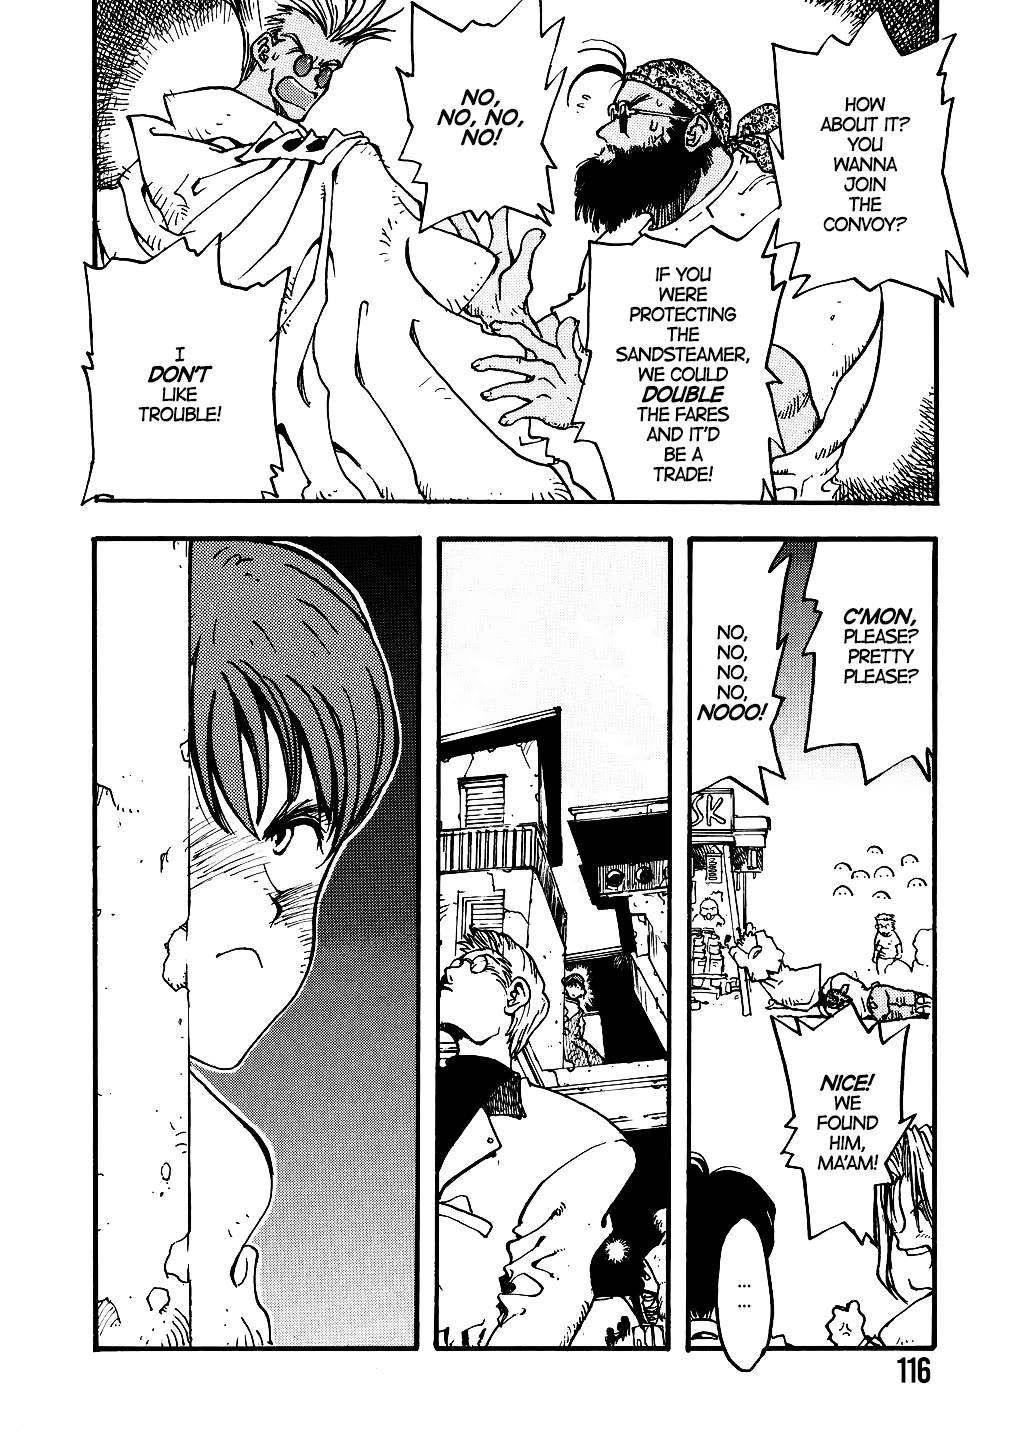 HOW
ABOUT IT?
YOU
WANNA
JOIN
THE
CONVOY?
NO,
NO, NO,
NO!
IF YOU
WERE
PROTECTING
THE
SANDSTEAMER,
WE COULD
DOUBLE
THE FARES
AND IT'D
BE A
TRADE!
I
DON'T
LIKE
TROUBLE!
C'MON,
PLEASE?
PRETTY
PLEASE?
NO,
NO,
NO,
NO,
NOOO!
SK
NICE!
WE
FOUND
HIM,
MA'AM!
...
...
116